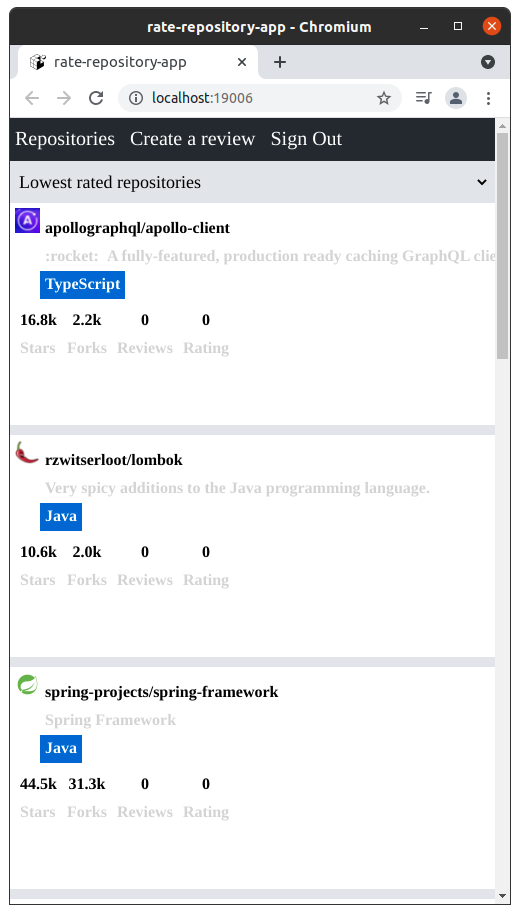 rate-repository-app - Chromium
rate-repository-app
localhost:19006
Repositories Create a review Sign Out
Lowest rated repositories
apollographql/apollo-client
:rocket: A fully-featured, production ready caching GraphQL clie
TypeScript
16.8k 2.2k 0 0
Stars Forks Reviews Rating
rzwitserloot/lombok
Very spicy additions to the Java programming language.
Java
10.6k 2.0k 0 0
Stars Forks Reviews Rating
spring-projects/spring-framework
Spring Framework
Java
44.5k 31.3k 0 0
Stars Forks Reviews Rating